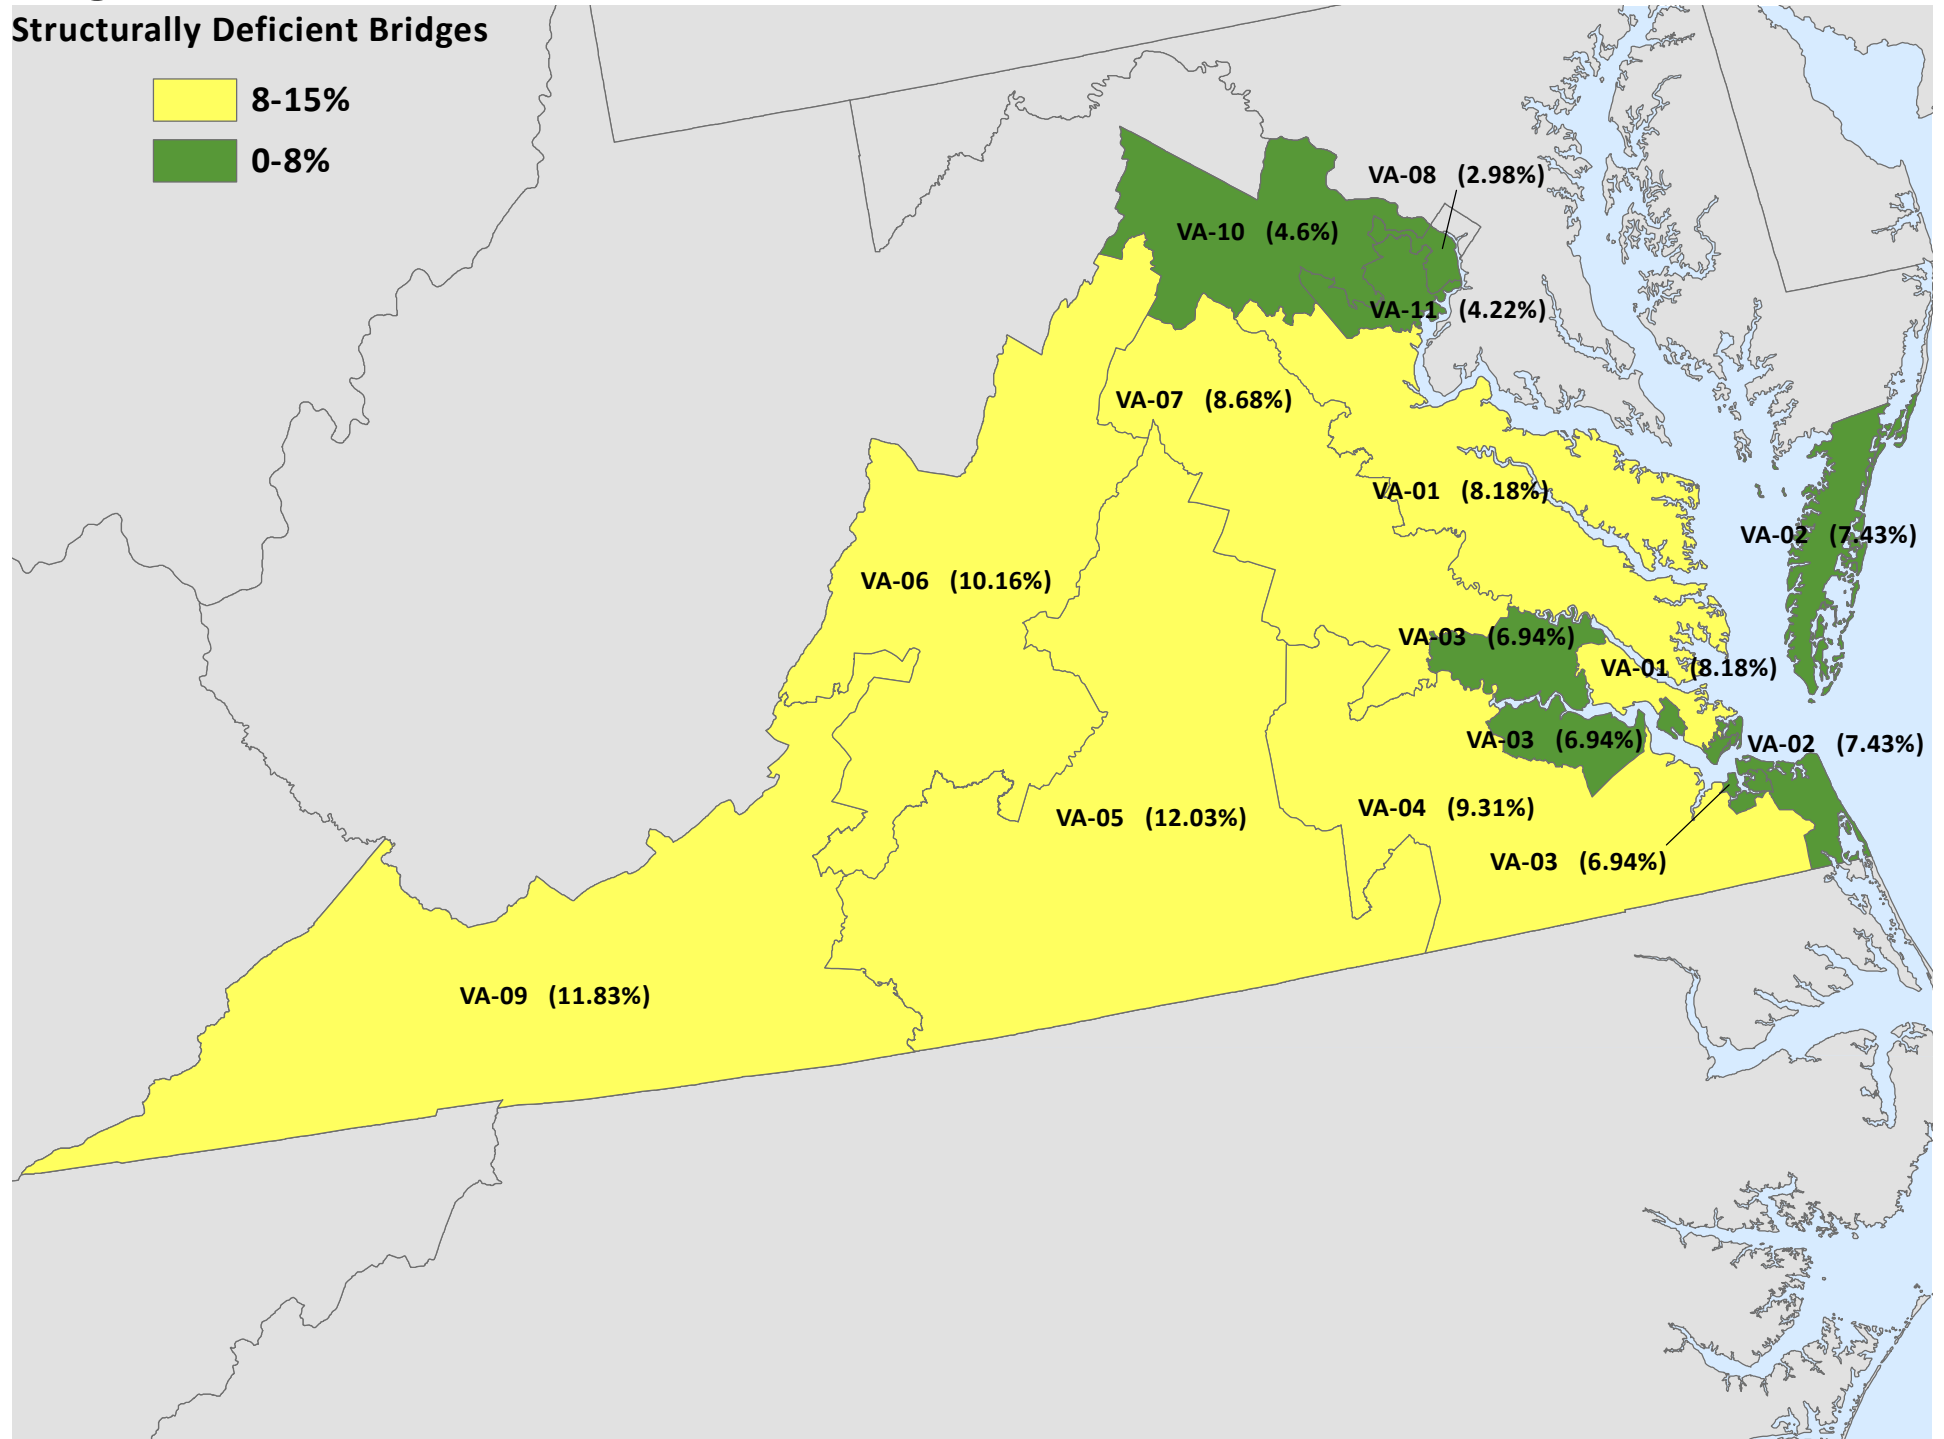 Structurally Deficient Bridges
8-15%
0-8%
VA-08 (2.98%)
VA-10 (4.6%)
VA-11 (4.22%)
VA-07 (8.68%)
VA-01 (8.18%)
VA-02 (7.43%)
VA-06 (10.16%)
VA-03 (6.94%)
VA-01 (8.18%)
VA-03 (6.94%)
VA-02 (7.43%)
VA-04 (9.31%)
VA-05 (12.03%)
VA-03 (6.94%)
VA-09 (11.83%)